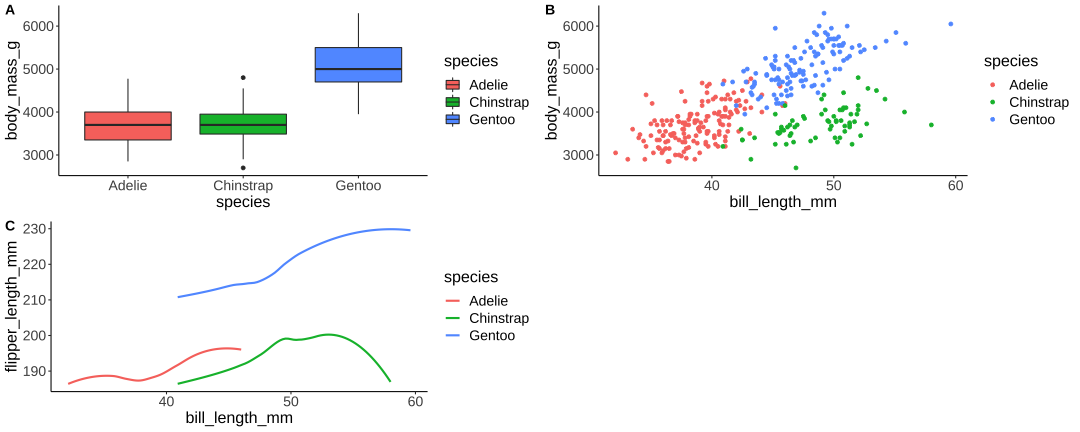 A
body_mass_g
6000
5000
4000
3000
Adelie Chinstrap Gentoo
species
species
Adelie
Chinstrap
Gentoo
B
body_mass_g
6000
5000
4000
3000
40 50 60
bill_length_mm
species
Adelie
Chinstrap
Gentoo
C
flipper_length_mm
230
220
210
200
190
40 50 60
bill_length_mm
species
Adelie
Chinstrap
Gentoo